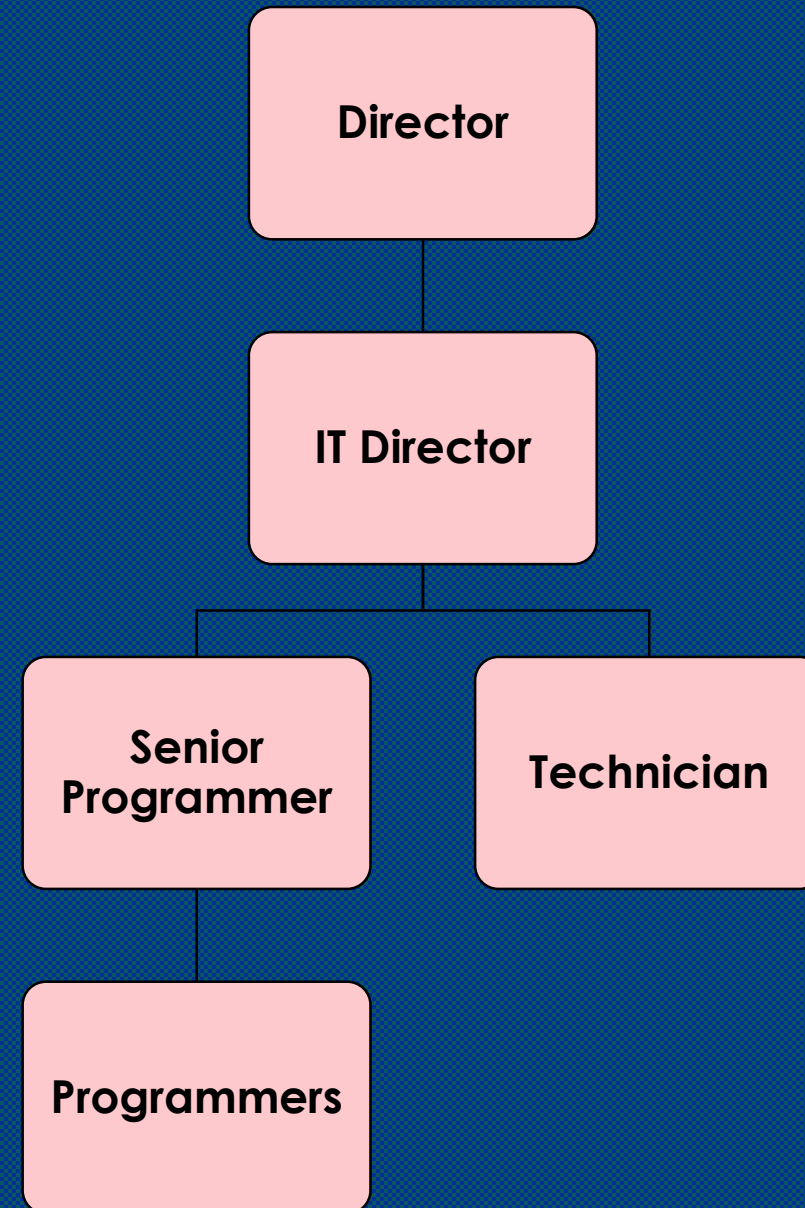 Director
IT Director
Senior
Programmer
Technician
Programmers